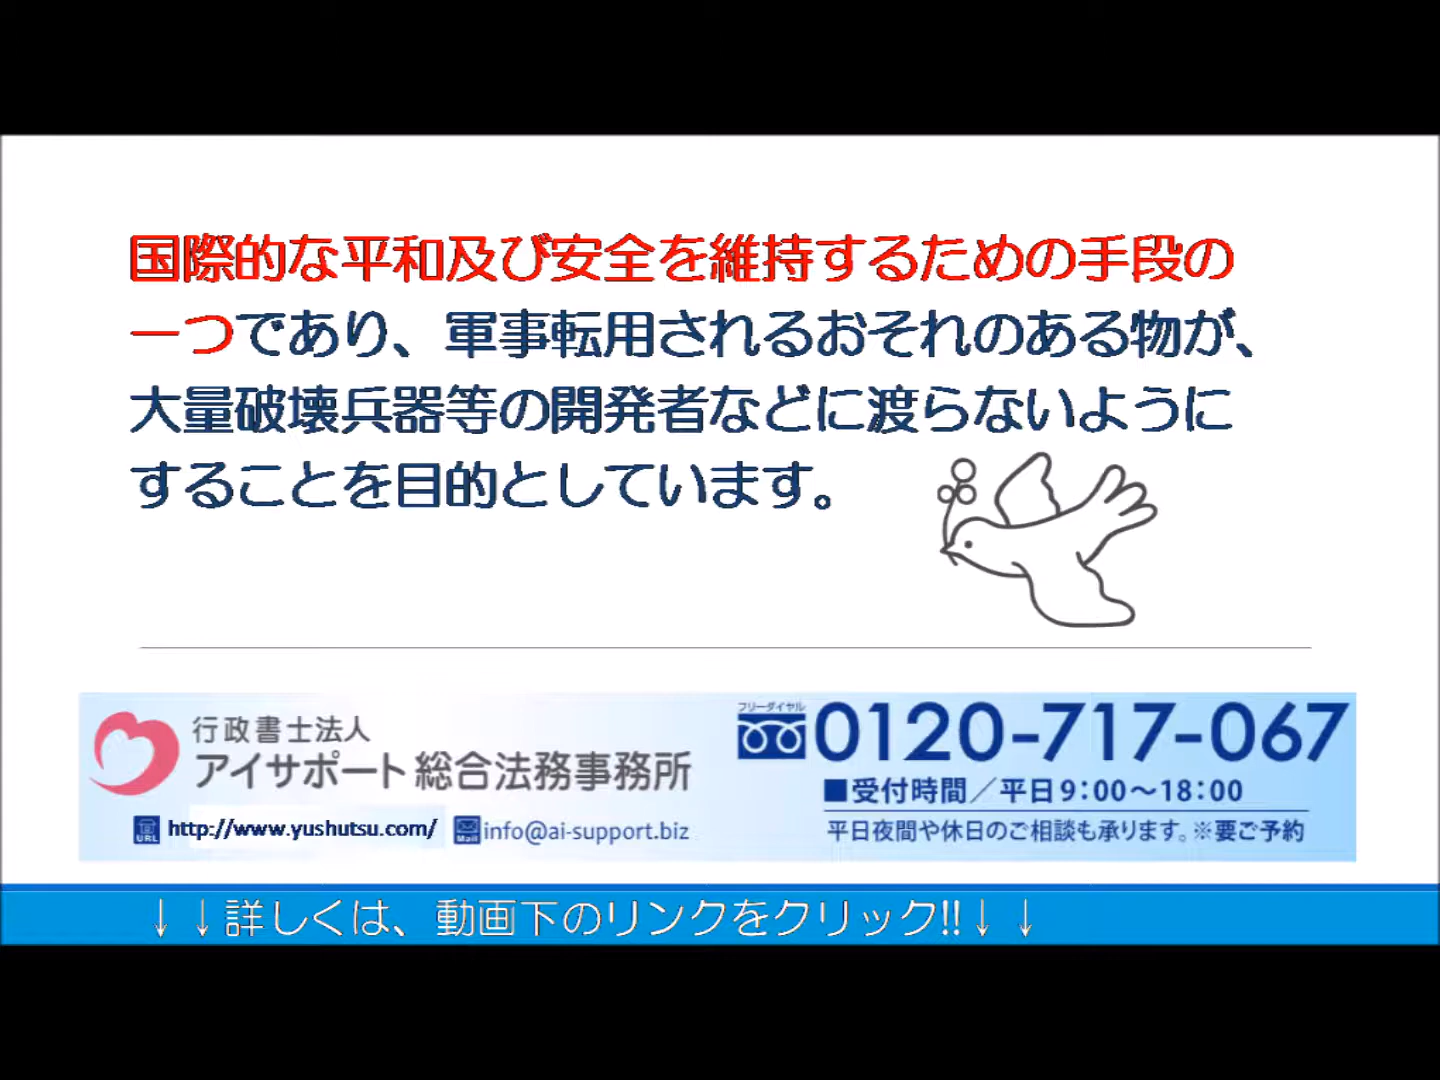 国際的な平和及び安全を維持するための手段の
一つであり、軍事転用されるおそれのある物が、
大量破壊兵器等の開発者などに渡らないように
することを目的としています。
行政書士法人
アイサポート総合法務事務所
URL http://www.yushutsu.com/
Mail info@ai-support.biz
フリーダイヤル
0120-717-067
■受付時間／平日9:00～18:00
平日夜間や休日のご相談も承ります。※要ご予約
↓↓詳しくは、動画下のリンクをクリック!!↓↓